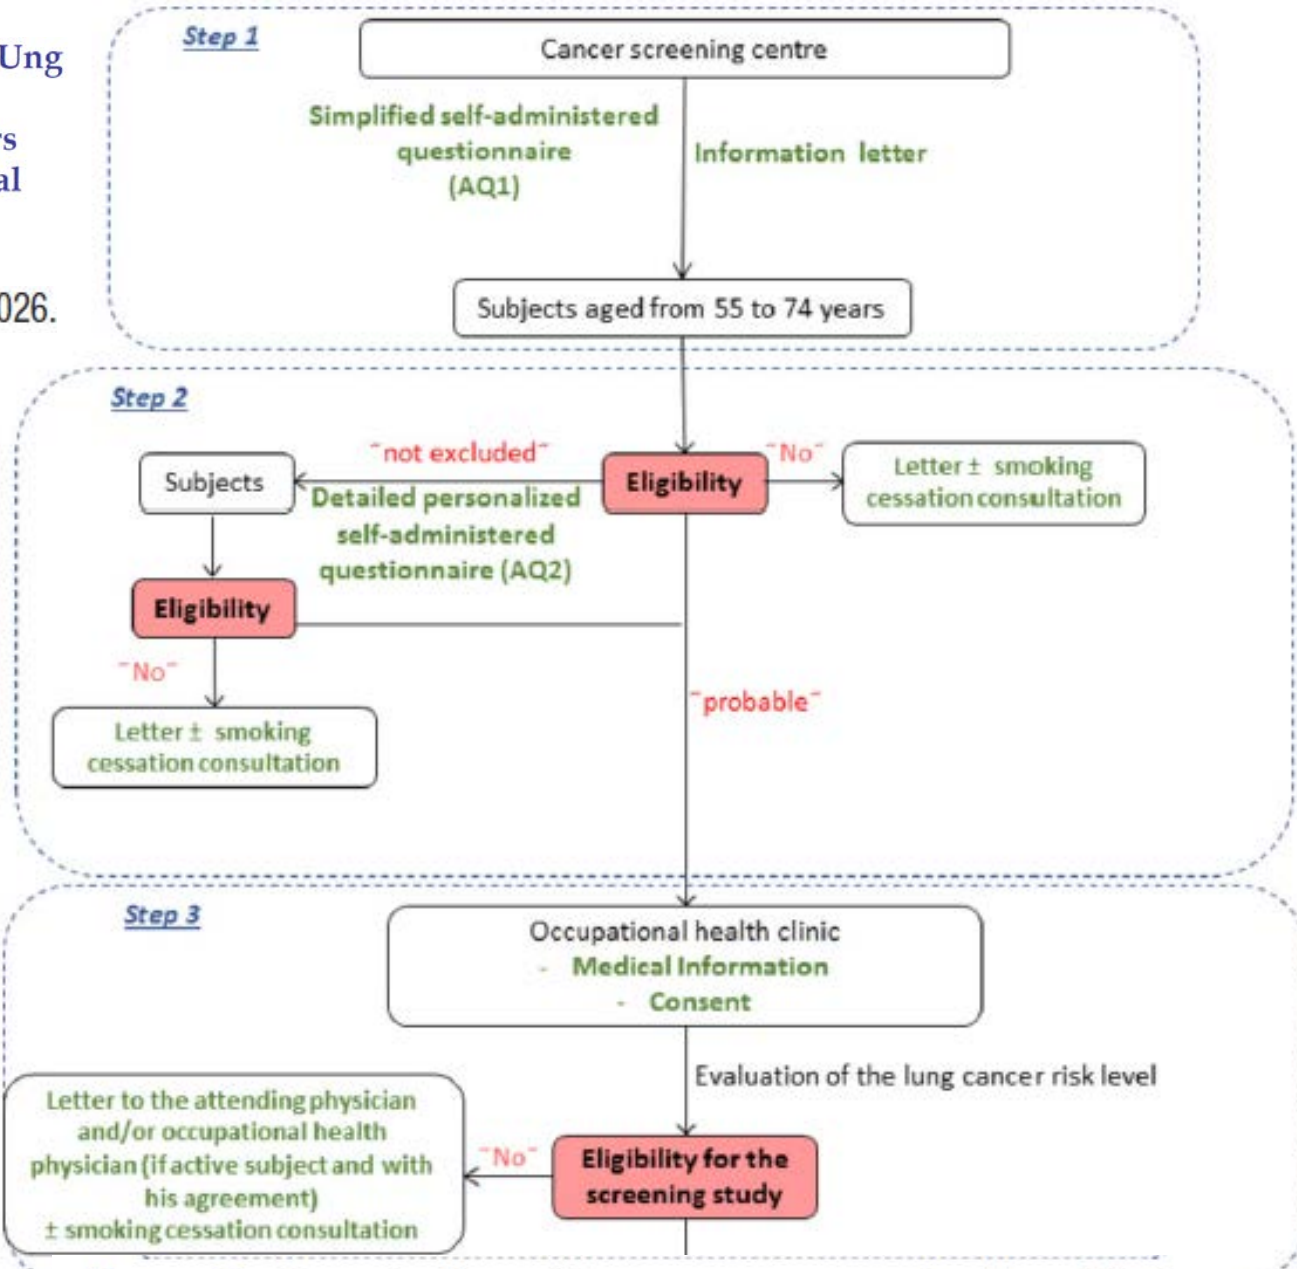 Ung
rs
al
026.
Step 1
Cancer screening centre
Simplified self-administered
questionnaire
(AQ1)
Information letter
Subjects aged from 55 to 74 years
Step 2
Subjects
"not excluded"
Detailed personalized
self-administered
questionnaire (AQ2)
Eligibility
"No"
Letter ± smoking
cessation consultation
Eligibility
"No"
Letter ± smoking
cessation consultation
"probable"
Step 3
Occupational health clinic
- Medical Information
- Consent
Evaluation of the lung cancer risk level
Letter to the attending physician
and/or occupational health
physician (if active subject and with
his agreement)
± smoking cessation consultation
"No"
Eligibility for the
screening study